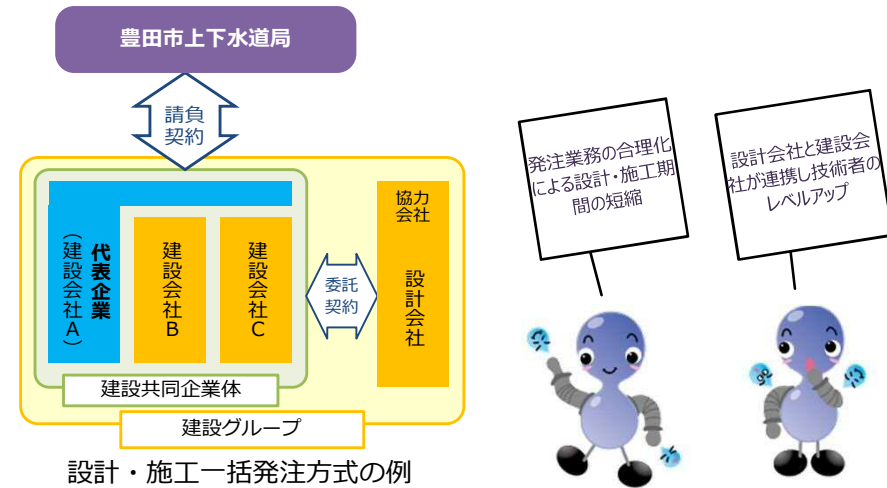 豊田市上下水道局
請負
契約
代表企業
（建設会社A）
建設会社B
建設会社C
委託
契約
協力
会社
設計会社
建設共同企業体
建設グループ
設計・施工一括発注方式の例
発注業務の合理化
による設計・施工期
間の短縮
設計会社と建設会
社が連携し技術者の
レベルアップ